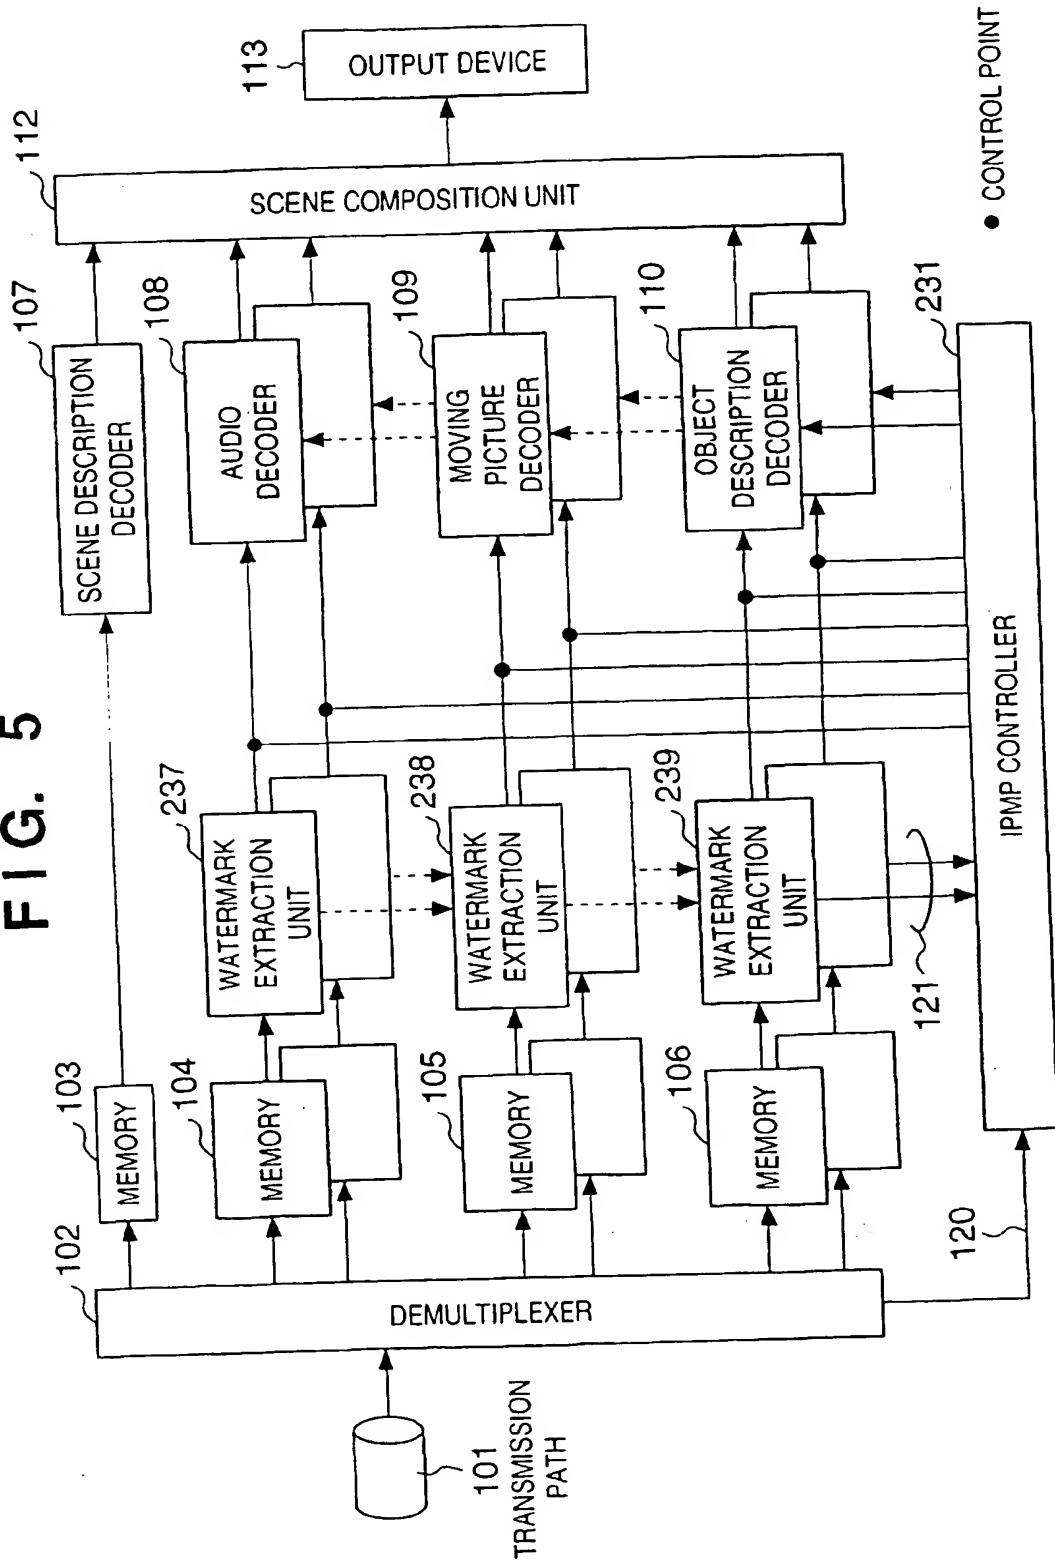 FIG. 5
101
TRANSMISSION
PATH
102
DEMULTIPLEXER
103
MEMORY
104
MEMORY
105
MEMORY
106
MEMORY
120
237
WATERMARK
EXTRACTION
UNIT
238
WATERMARK
EXTRACTION
UNIT
239
WATERMARK
EXTRACTION
UNIT
121
107
SCENE DESCRIPTION
DECODER
108
AUDIO
DECODER
109
MOVING
PICTURE
DECODER
110
OBJECT
DESCRIPTION
DECODER
231
IPMP CONTROLLER
112
SCENE COMPOSITION UNIT
113
OUTPUT DEVICE
● CONTROL POINT